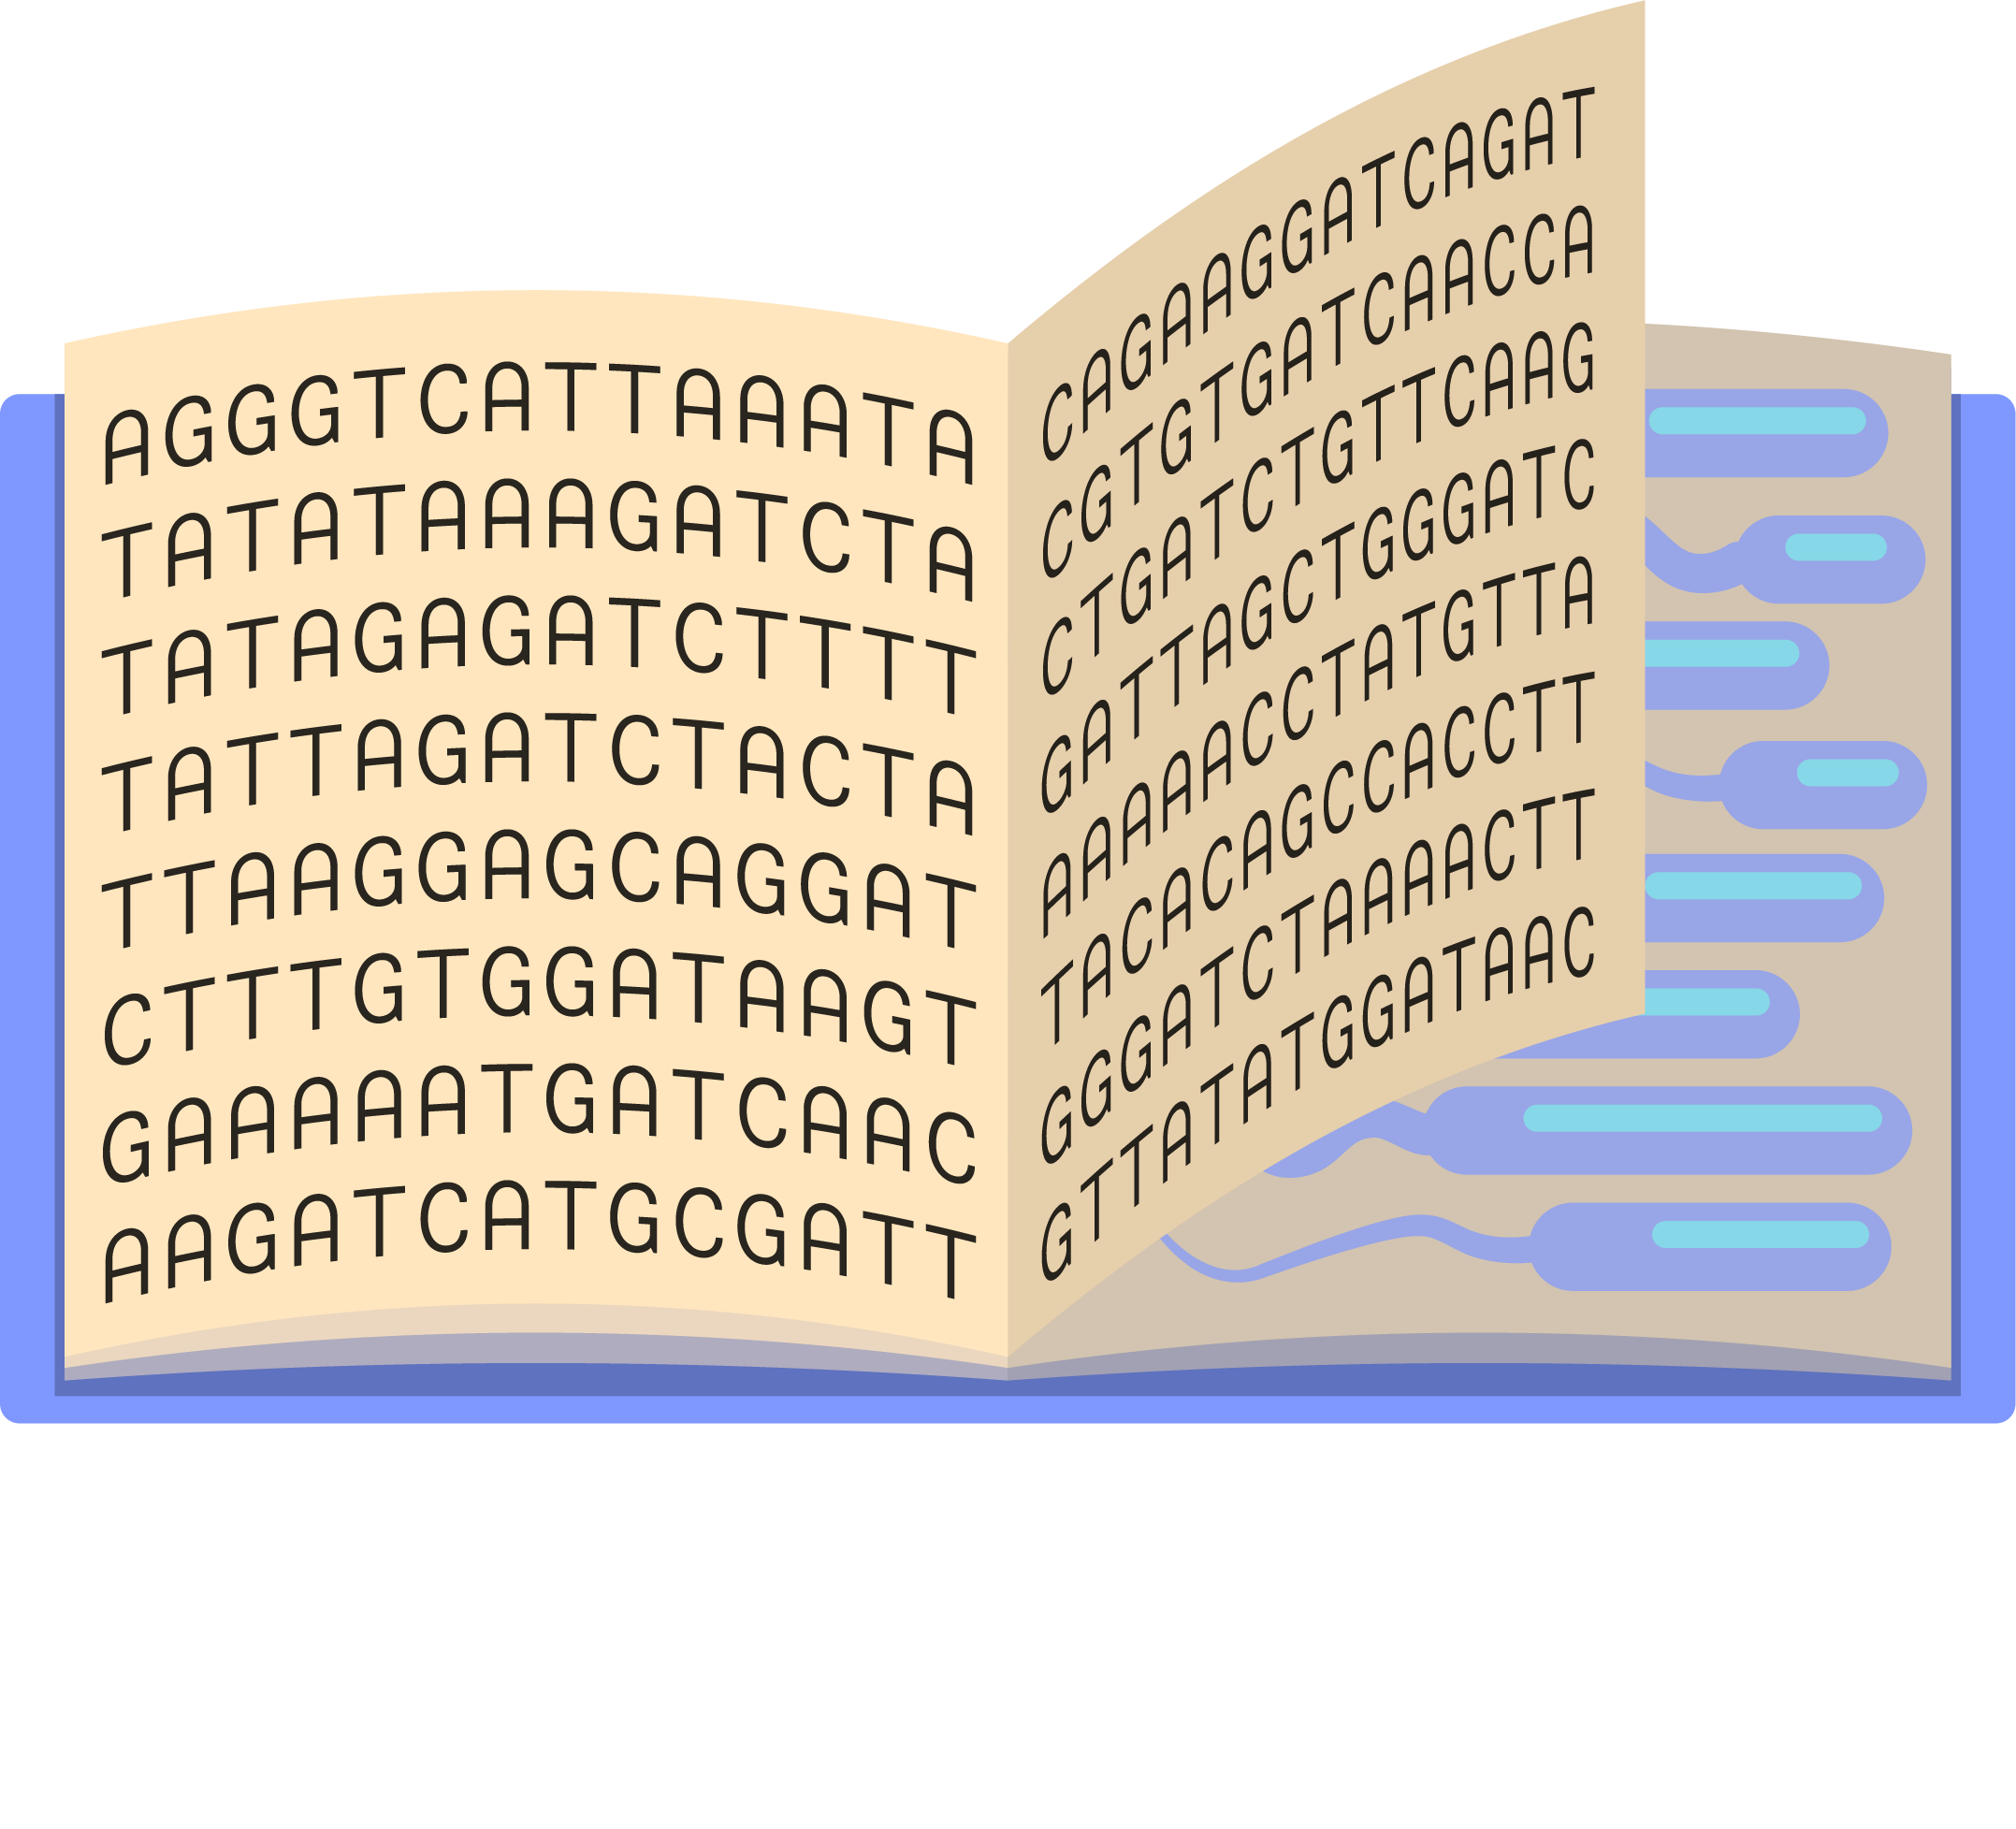 AGGGTCATTAAATA
TATATAAAGATCTA
TATAGAGATCTTTT
TATTAGATCTACTA
TTAAGGAGCAGGAT
CTTTGTGGATAAGT
GAAAAATGATCAAC
AAGATCATGCGATT
CAGAAGGATCAGAT
CGTGTGATCAACCA
CTGATCTGTTCAAG
GATTAGCTGGGATC
AAAAACCTATGTTA
TACACAGCCACCTT
GGGATCTAAAACTT
GTTATATGGATAAC